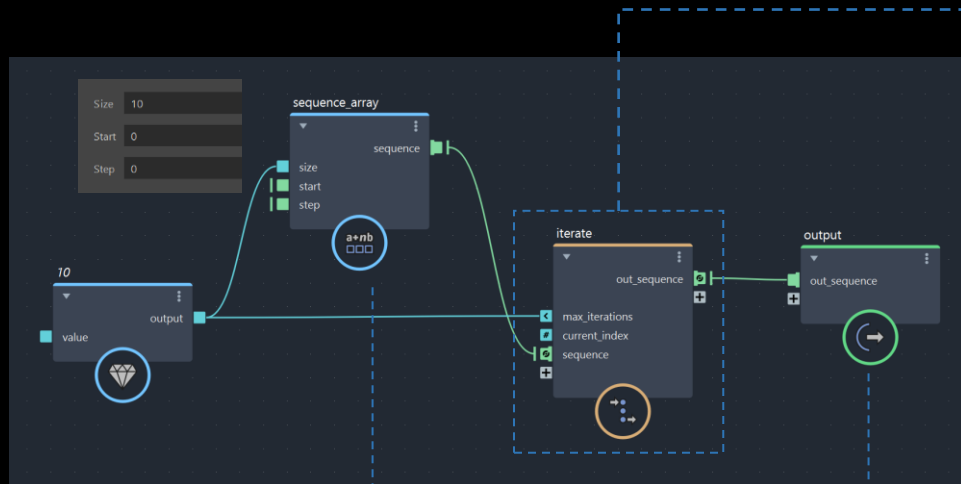 Size 10
Start 0
Step 0
sequence_array
sequence
size
start
step
a+nb
10
output
value
iterate
out_sequence
max_iterations
current_index
sequence
output
out_sequence